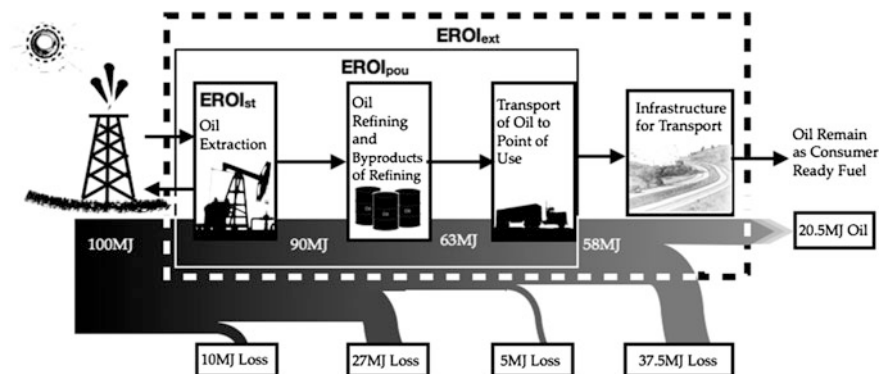 EROIext
EROIpou
EROIst
Oil
Extraction
Oil
Refining
and
Byproducts
of Refining
Transport
of Oil to
Point of
Use
Infrastructure
for Transport
Oil Remain
as Consumer
Ready Fuel
100MJ
90MJ
63MJ
58MJ
20.5MJ Oil
10MJ Loss
27MJ Loss
5MJ Loss
37.5MJ Loss